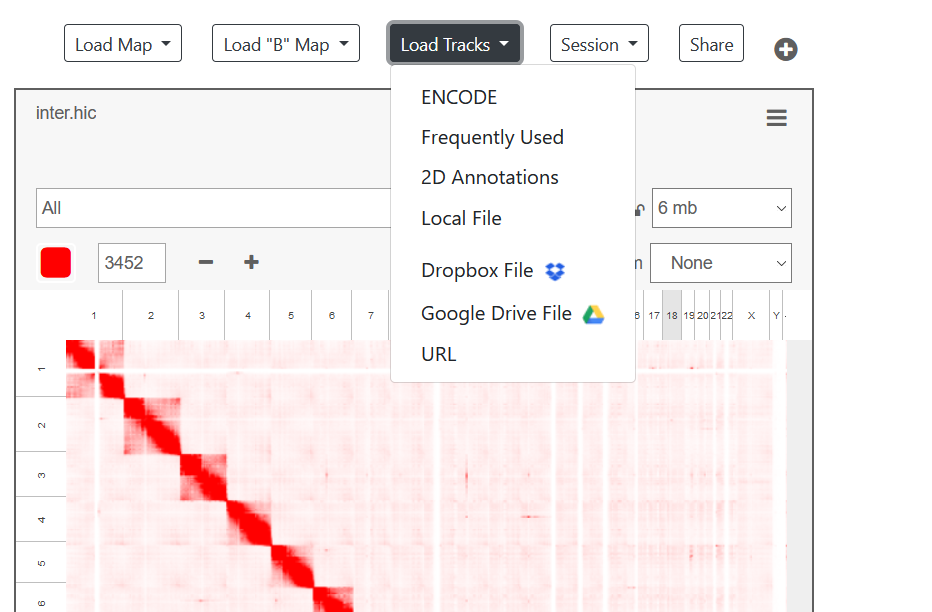 Load Map Load "B" Map Load Tracks Session Share
ENCODE
inter.hic
Frequently Used
2D Annotations
All 6 mb
Local File
3452 None
Dropbox File
Google Drive File
1 2 3 4 5 6 7 17 18 19 20 21 22 X Y
URL
1
2
3
4
5
6